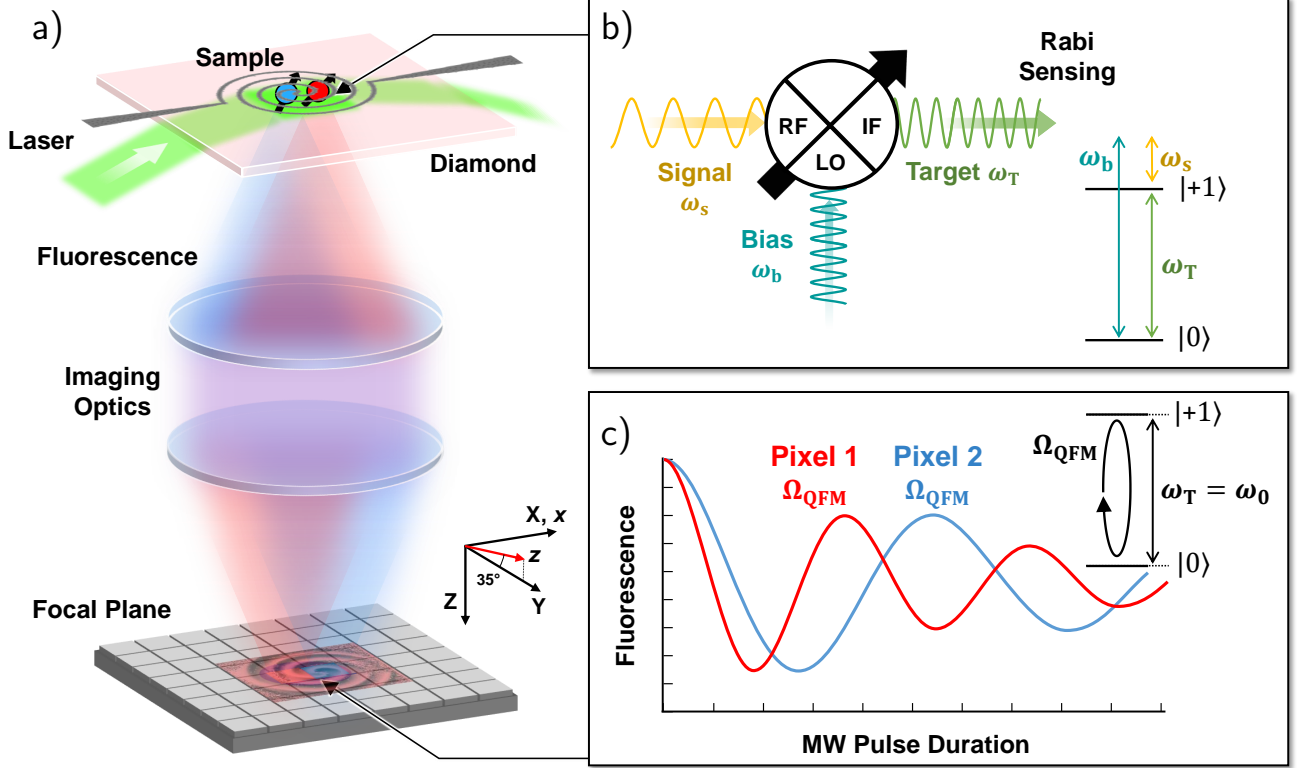 a)
Sample
Laser
Diamond
Fluorescence
Imaging
Optics
X, x
z
35°
Z
Y
Focal Plane
b)
Rabi
Sensing
RF
IF
LO
Signal
ωs
Target ωT
Bias
ωb
ωb
ωs
|+1⟩
ωT
|0⟩
c)
Pixel 1
ΩQFM
Pixel 2
ΩQFM
|+1⟩
ΩQFM
ωT = ω0
|0⟩
Fluorescence
MW Pulse Duration